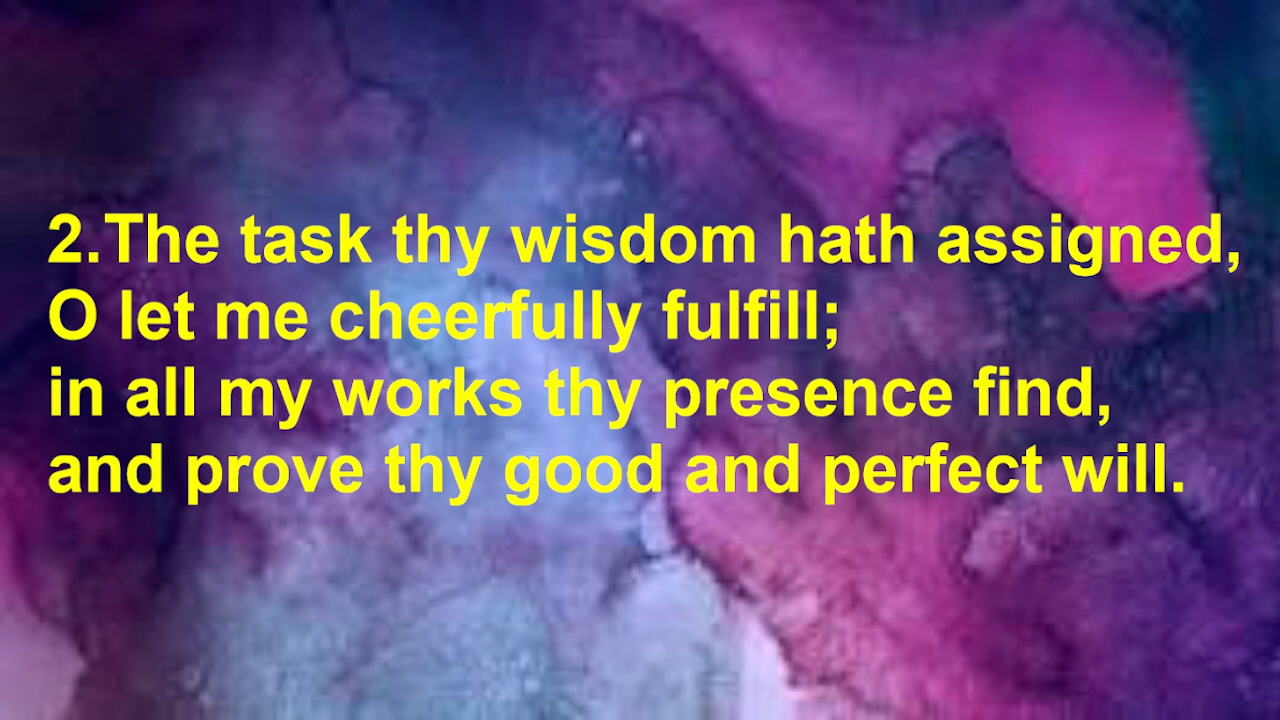 2.The task thy wisdom hath assigned,
O let me cheerfully fulfill;
in all my works thy presence find,
and prove thy good and perfect will.